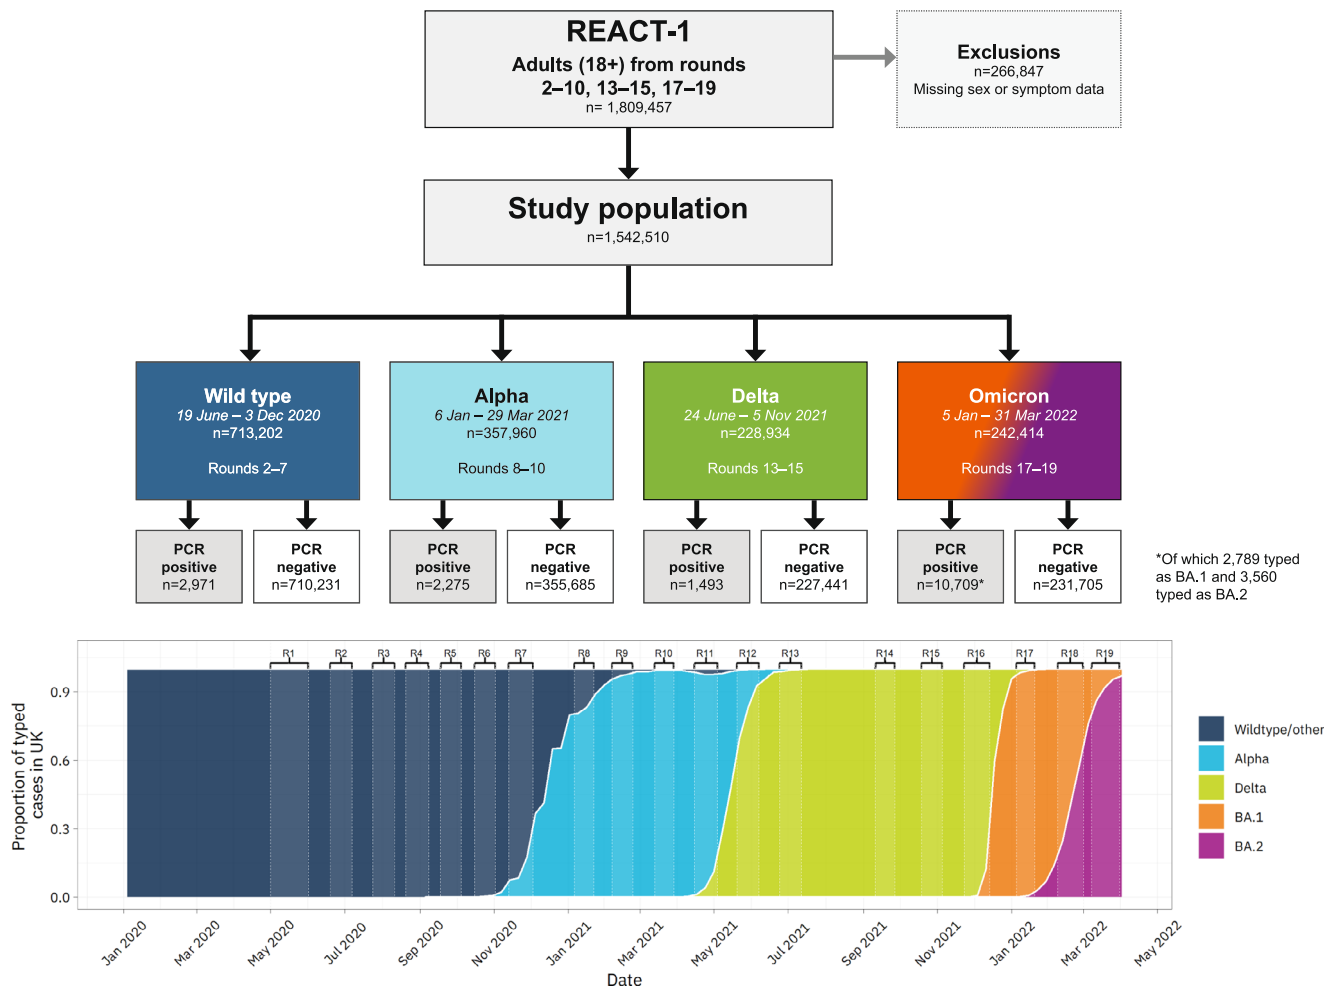 REACT-1
Adults (18+) from rounds
2–10, 13–15, 17–19
n= 1,809,457
Exclusions
n=266,847
Missing sex or symptom data
Study population
n=1,542,510
Wild type
19 June – 3 Dec 2020
n=713,202
Rounds 2–7
Alpha
6 Jan – 29 Mar 2021
n=357,960
Rounds 8–10
Delta
24 June – 5 Nov 2021
n=228,934
Rounds 13–15
Omicron
5 Jan – 31 Mar 2022
n=242,414
Rounds 17–19
PCR
positive
n=2,971
PCR
negative
n=710,231
PCR
positive
n=2,275
PCR
negative
n=355,685
PCR
positive
n=1,493
PCR
negative
n=227,441
PCR
positive
n=10,709*
PCR
negative
n=231,705
*Of which 2,789 typed
as BA.1 and 3,560
typed as BA.2
R1 R2 R3 R4 R5 R6 R7 R8 R9 R10 R11 R12 R13 R14 R15 R16 R17 R18 R19
Proportion of typed
cases in UK
0.9
0.6
0.3
0.0
Jan 2020 Mar 2020 May 2020 Jul 2020 Sep 2020 Nov 2020 Jan 2021 Mar 2021 May 2021 Jul 2021 Sep 2021 Nov 2021 Jan 2022 Mar 2022 May 2022
Date
Wildtype/other
Alpha
Delta
BA.1
BA.2